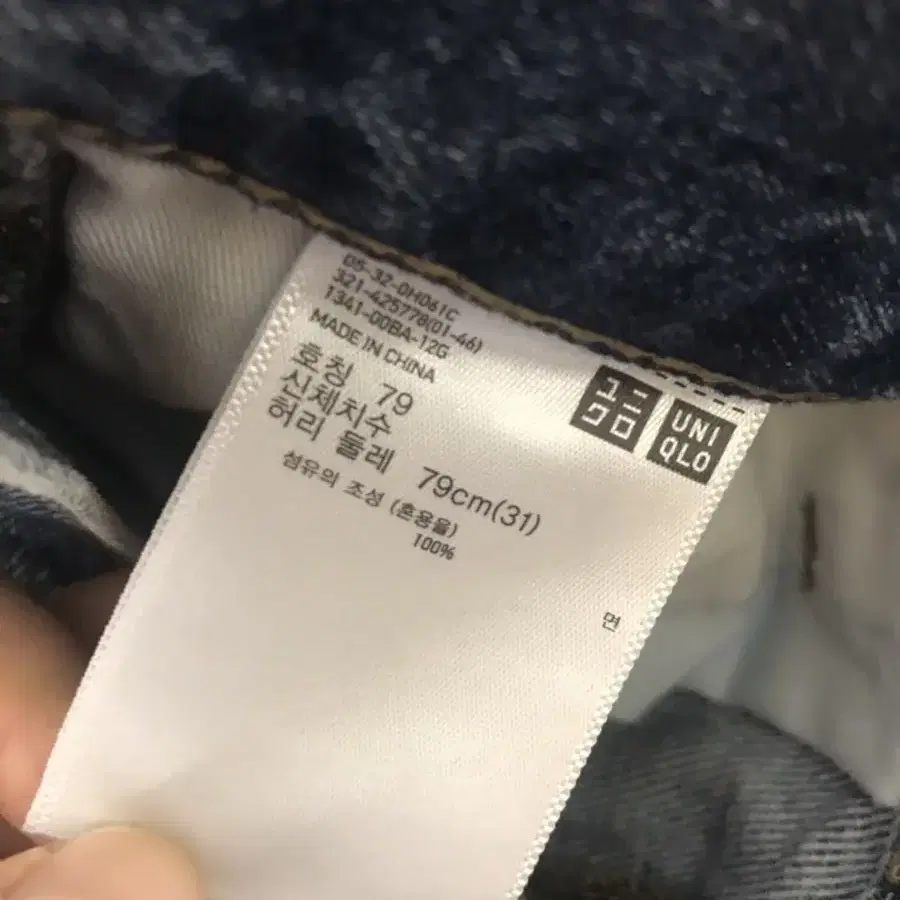 05-32-0H061C
321-425778(01-46)
1341-00BA-12G
MADE IN CHINA
호칭 79
신체치수
허리 둘레 79cm(31)
섬유의 조성 (혼용율)
100%
면
ユニ
クロ
UNI
QLO